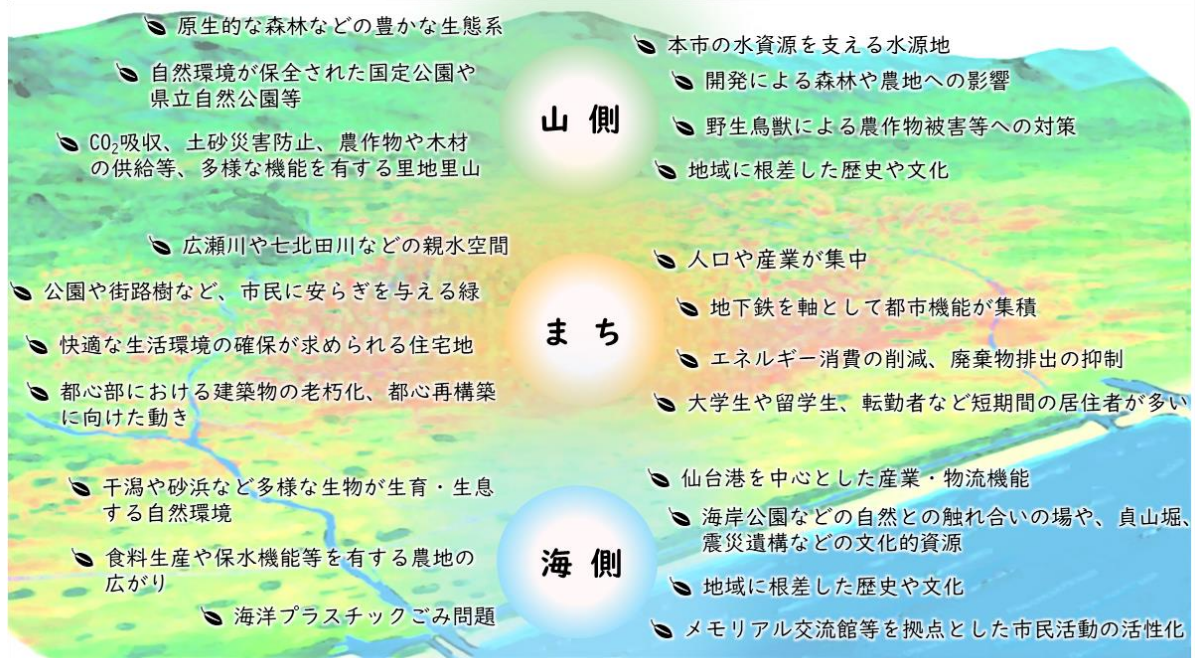 山側
原生的な森林などの豊かな生態系
自然環境が保全された国定公園や
県立自然公園等
CO₂吸収、土砂災害防止、農作物や木材
の供給等、多様な機能を有する里地里山
本市の水資源を支える水源地
開発による森林や農地への影響
野生鳥獣による農作物被害等への対策
地域に根差した歴史や文化
まち
広瀬川や七北田川などの親水空間
公園や街路樹など、市民に安らぎを与える緑
快適な生活環境の確保が求められる住宅地
都心部における建築物の老朽化、都心再構築
に向けた動き
人口や産業が集中
地下鉄を軸として都市機能が集積
エネルギー消費の削減、廃棄物排出の抑制
大学生や留学生、転勤者など短期間の居住者が多い
海側
干潟や砂浜など多様な生物が生育・生息
する自然環境
食料生産や保水機能等を有する農地の
広がり
海洋プラスチックごみ問題
仙台港を中心とした産業・物流機能
海岸公園などの自然との触れ合いの場や、貞山堀、
震災遺構などの文化的資源
地域に根差した歴史や文化
メモリアル交流館等を拠点とした市民活動の活性化